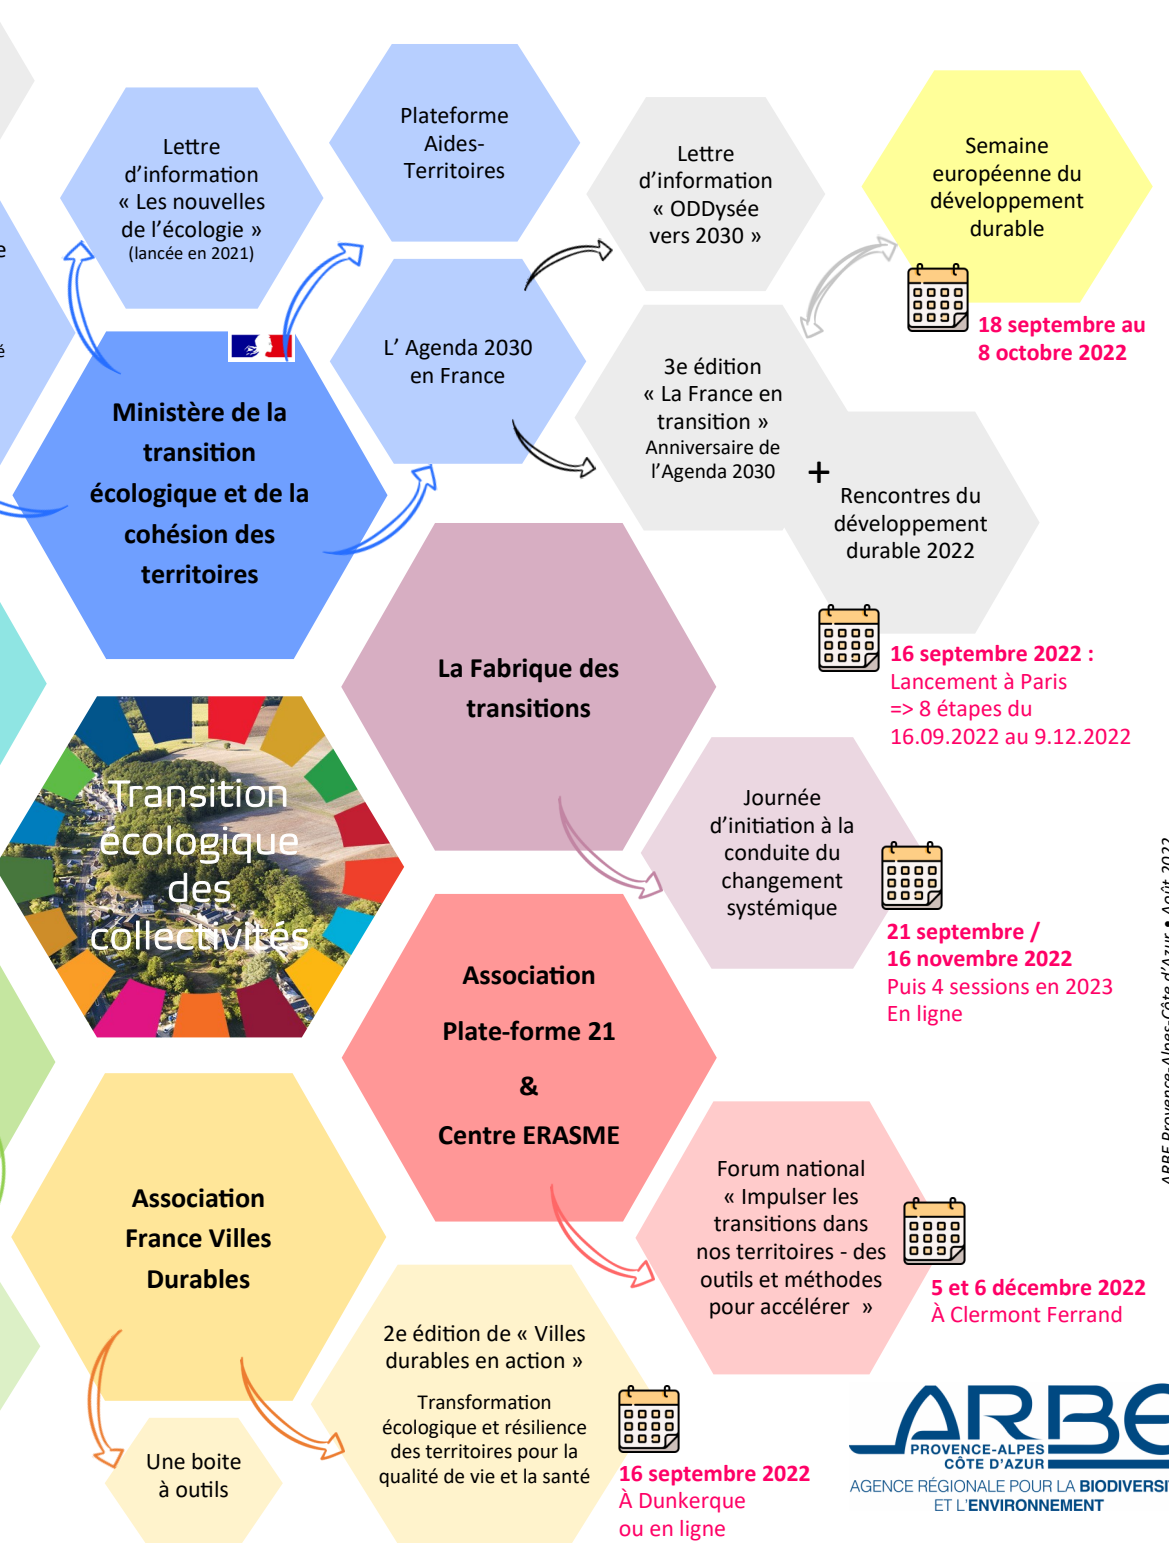 Lettre
d'information
« Les nouvelles
de l'écologie »
(lancée en 2021)
Plateforme
Aides-
Territoires
Lettre
d'information
« ODDysée
vers 2030 »
Semaine
européenne du
développement
durable
18 septembre au
8 octobre 2022
e
é
Ministère de la
transition
écologique et de la
cohésion des
territoires
L' Agenda 2030
en France
3e édition
« La France en
transition »
Anniversaire de
l'Agenda 2030
+
Rencontres du
développement
durable 2022
16 septembre 2022 :
Lancement à Paris
=> 8 étapes du
16.09.2022 au 9.12.2022
La Fabrique des
transitions
Journée
d'initiation à la
conduite du
changement
systémique
21 septembre /
16 novembre 2022
Puis 4 sessions en 2023
En ligne
Transition
écologique
des
collectivités
Association
Plate-forme 21
&
Centre ERASME
Forum national
« Impulser les
transitions dans
nos territoires - des
outils et méthodes
pour accélérer »
5 et 6 décembre 2022
À Clermont Ferrand
Association
France Villes
Durables
Une boite
à outils
2e édition de « Villes
durables en action »
Transformation
écologique et résilience
des territoires pour la
qualité de vie et la santé
16 septembre 2022
À Dunkerque
ou en ligne
ARBE Provence-Alpes-Côte d'Azur • Août 2022
ARBE
PROVENCE-ALPES
CÔTE D'AZUR
AGENCE RÉGIONALE POUR LA BIODIVERSI
ET L'ENVIRONNEMENT